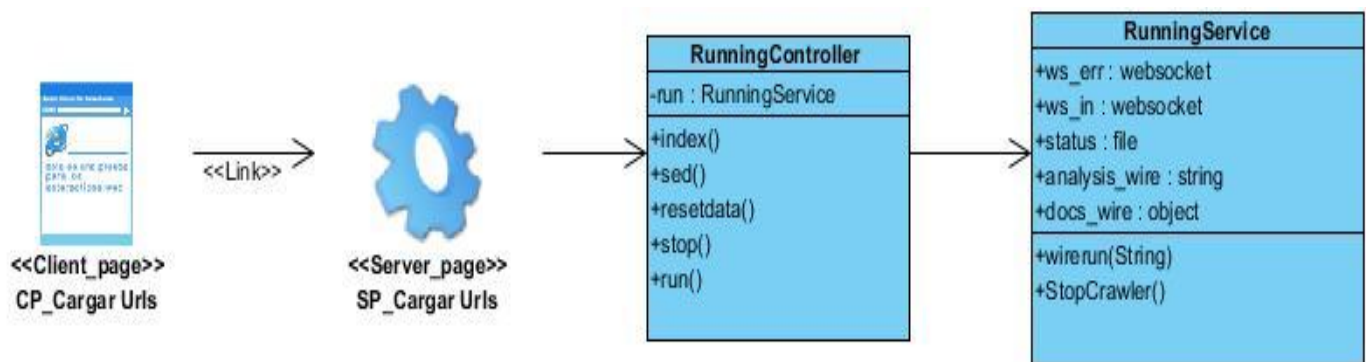 <<Client_page>>
CP_Cargar Urls
<<Link>>
<<Server_page>>
SP_Cargar Urls
RunningController
-run : RunningService
+index()
+sed()
+resetdata()
+stop()
+run()
RunningService
+ws_err : websocket
+ws_in : websocket
+status : file
+analysis_wire : string
+docs_wire : object
+wirerun(String)
+StopCrawler()